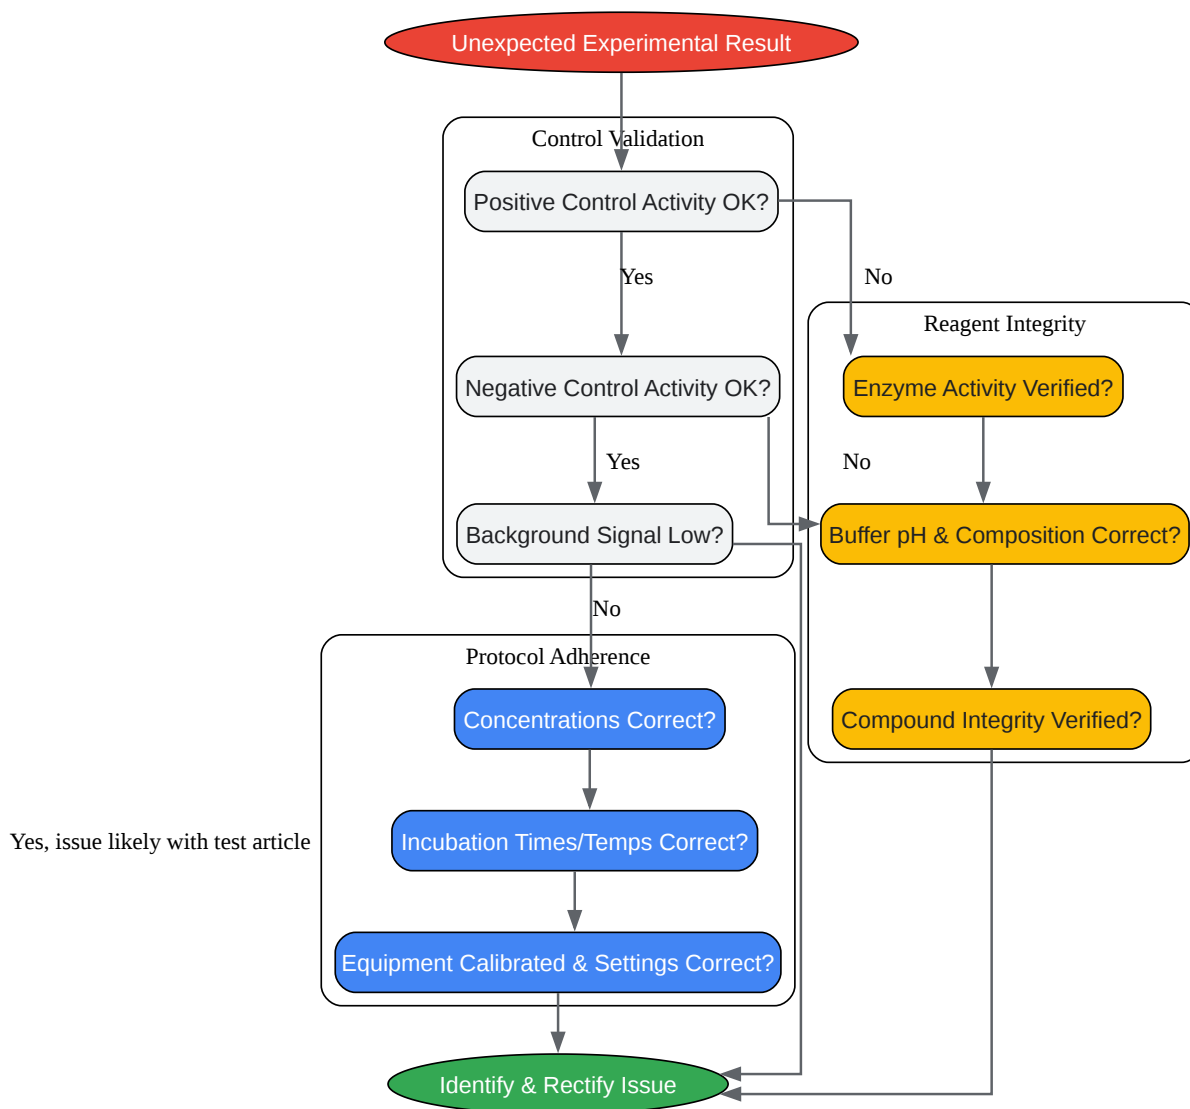 Unexpected Experimental Result
Control Validation
Positive Control Activity OK?
Yes
No
Reagent Integrity
Negative Control Activity OK?
Enzyme Activity Verified?
Yes
No
Background Signal Low?
Buffer pH & Composition Correct?
No
Protocol Adherence
Concentrations Correct?
Compound Integrity Verified?
Yes, issue likely with test article
Incubation Times/Temps Correct?
Equipment Calibrated & Settings Correct?
Identify & Rectify Issue